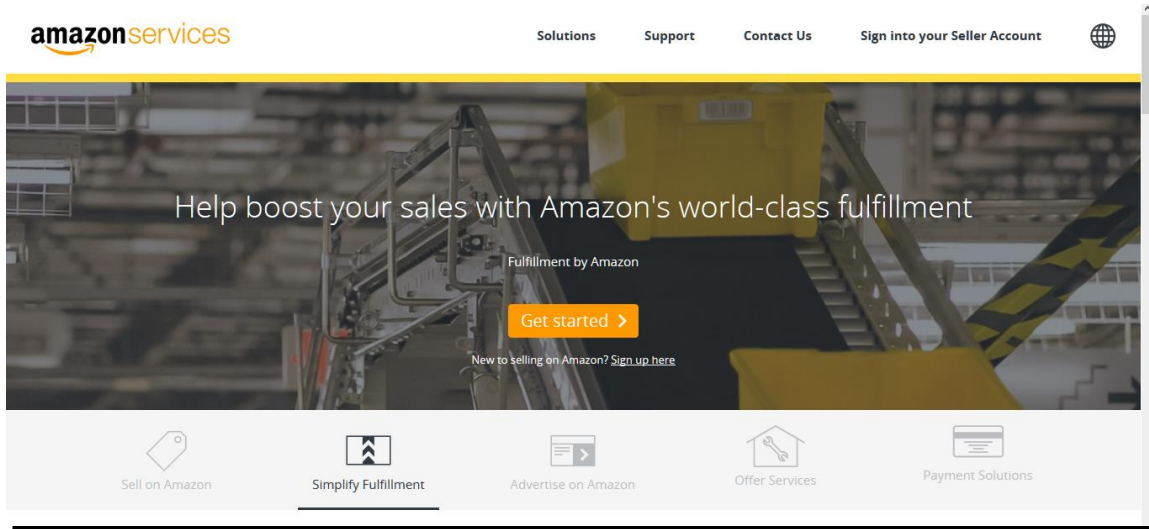 amazonservices
Solutions Support Contact Us Sign into your Seller Account
Help boost your sales with Amazon's world-class fulfillment
Fulfillment by Amazon
Get started
New to selling on Amazon? Sign up here
Sell on Amazon Simplify Fulfillment Advertise on Amazon Offer Services Payment Solutions